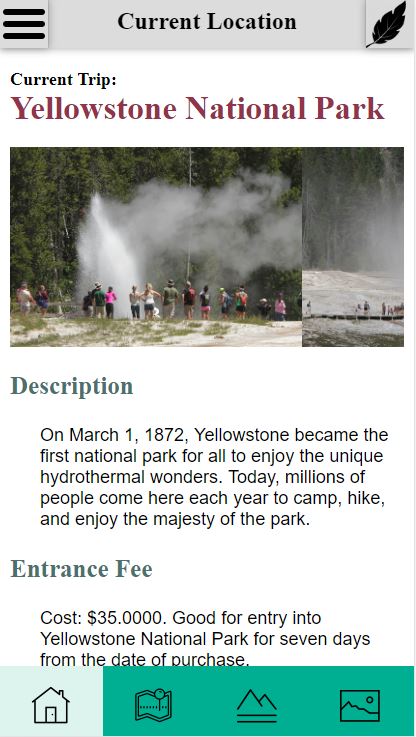 Current Location
Current Trip:
Yellowstone National Park
Description
On March 1, 1872, Yellowstone became the
first national park for all to enjoy the unique
hydrothermal wonders. Today, millions of
people come here each year to camp, hike,
and enjoy the majesty of the park.
Entrance Fee
Cost: $35.0000. Good for entry into
Yellowstone National Park for seven days
from the date of purchase.